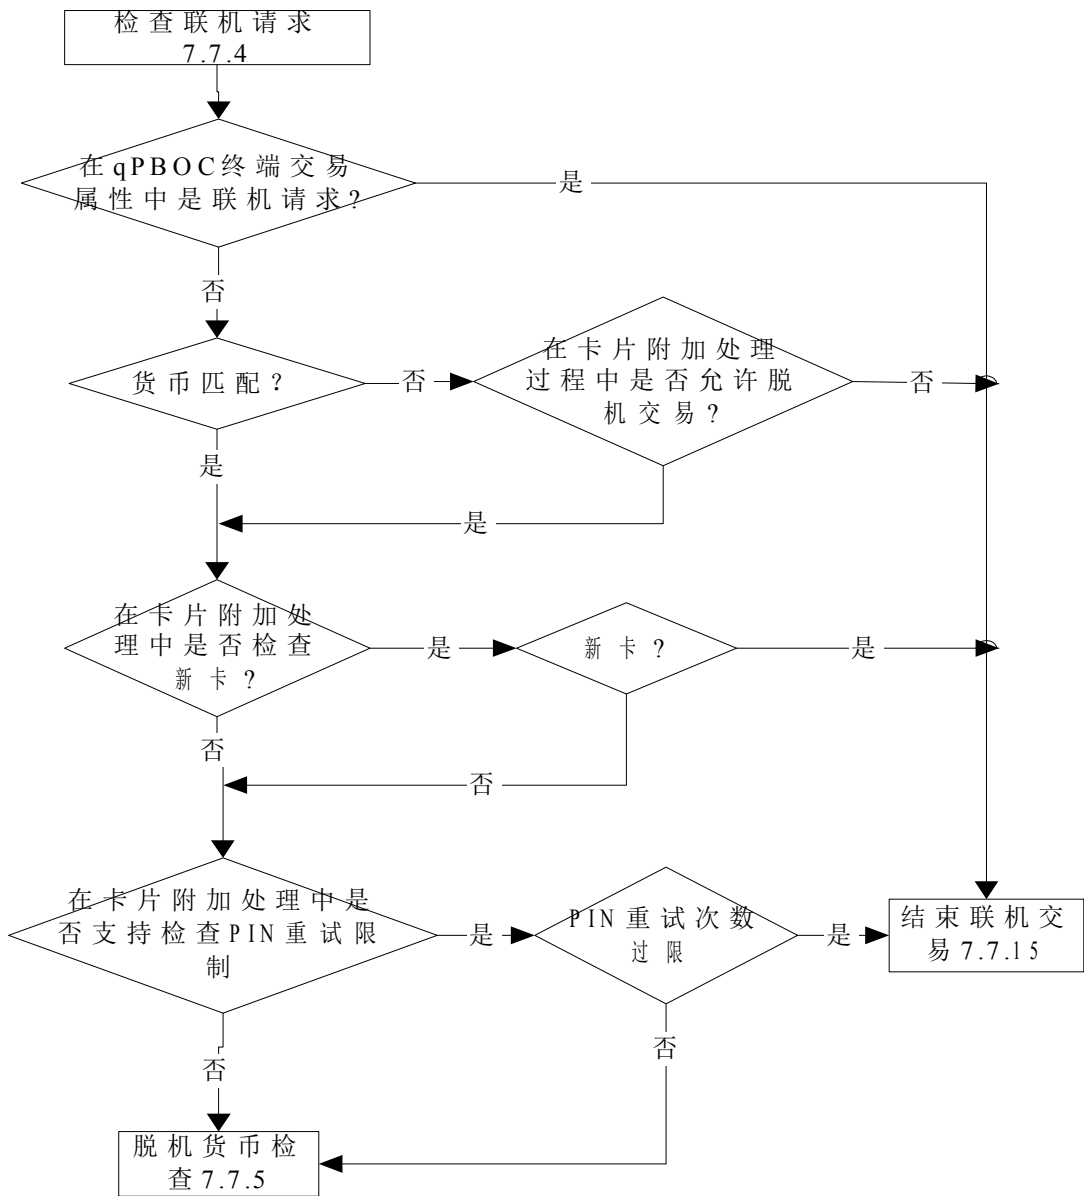 检查联机请求
7.7.4
在qPBOC终端交易
属性中是联机请求?
是
否
货币匹配?
否
在卡片附加处理
过程中是否允许脱
机交易?
否
是
是
在卡片附加处
理中是否检查
新卡?
是
新卡?
是
否
否
在卡片附加处理中是
否支持检查PIN重试限
制
是
PIN重试次数
过限
是
结束联机交
易7.7.15
否
否
脱机货币检
查7.7.5